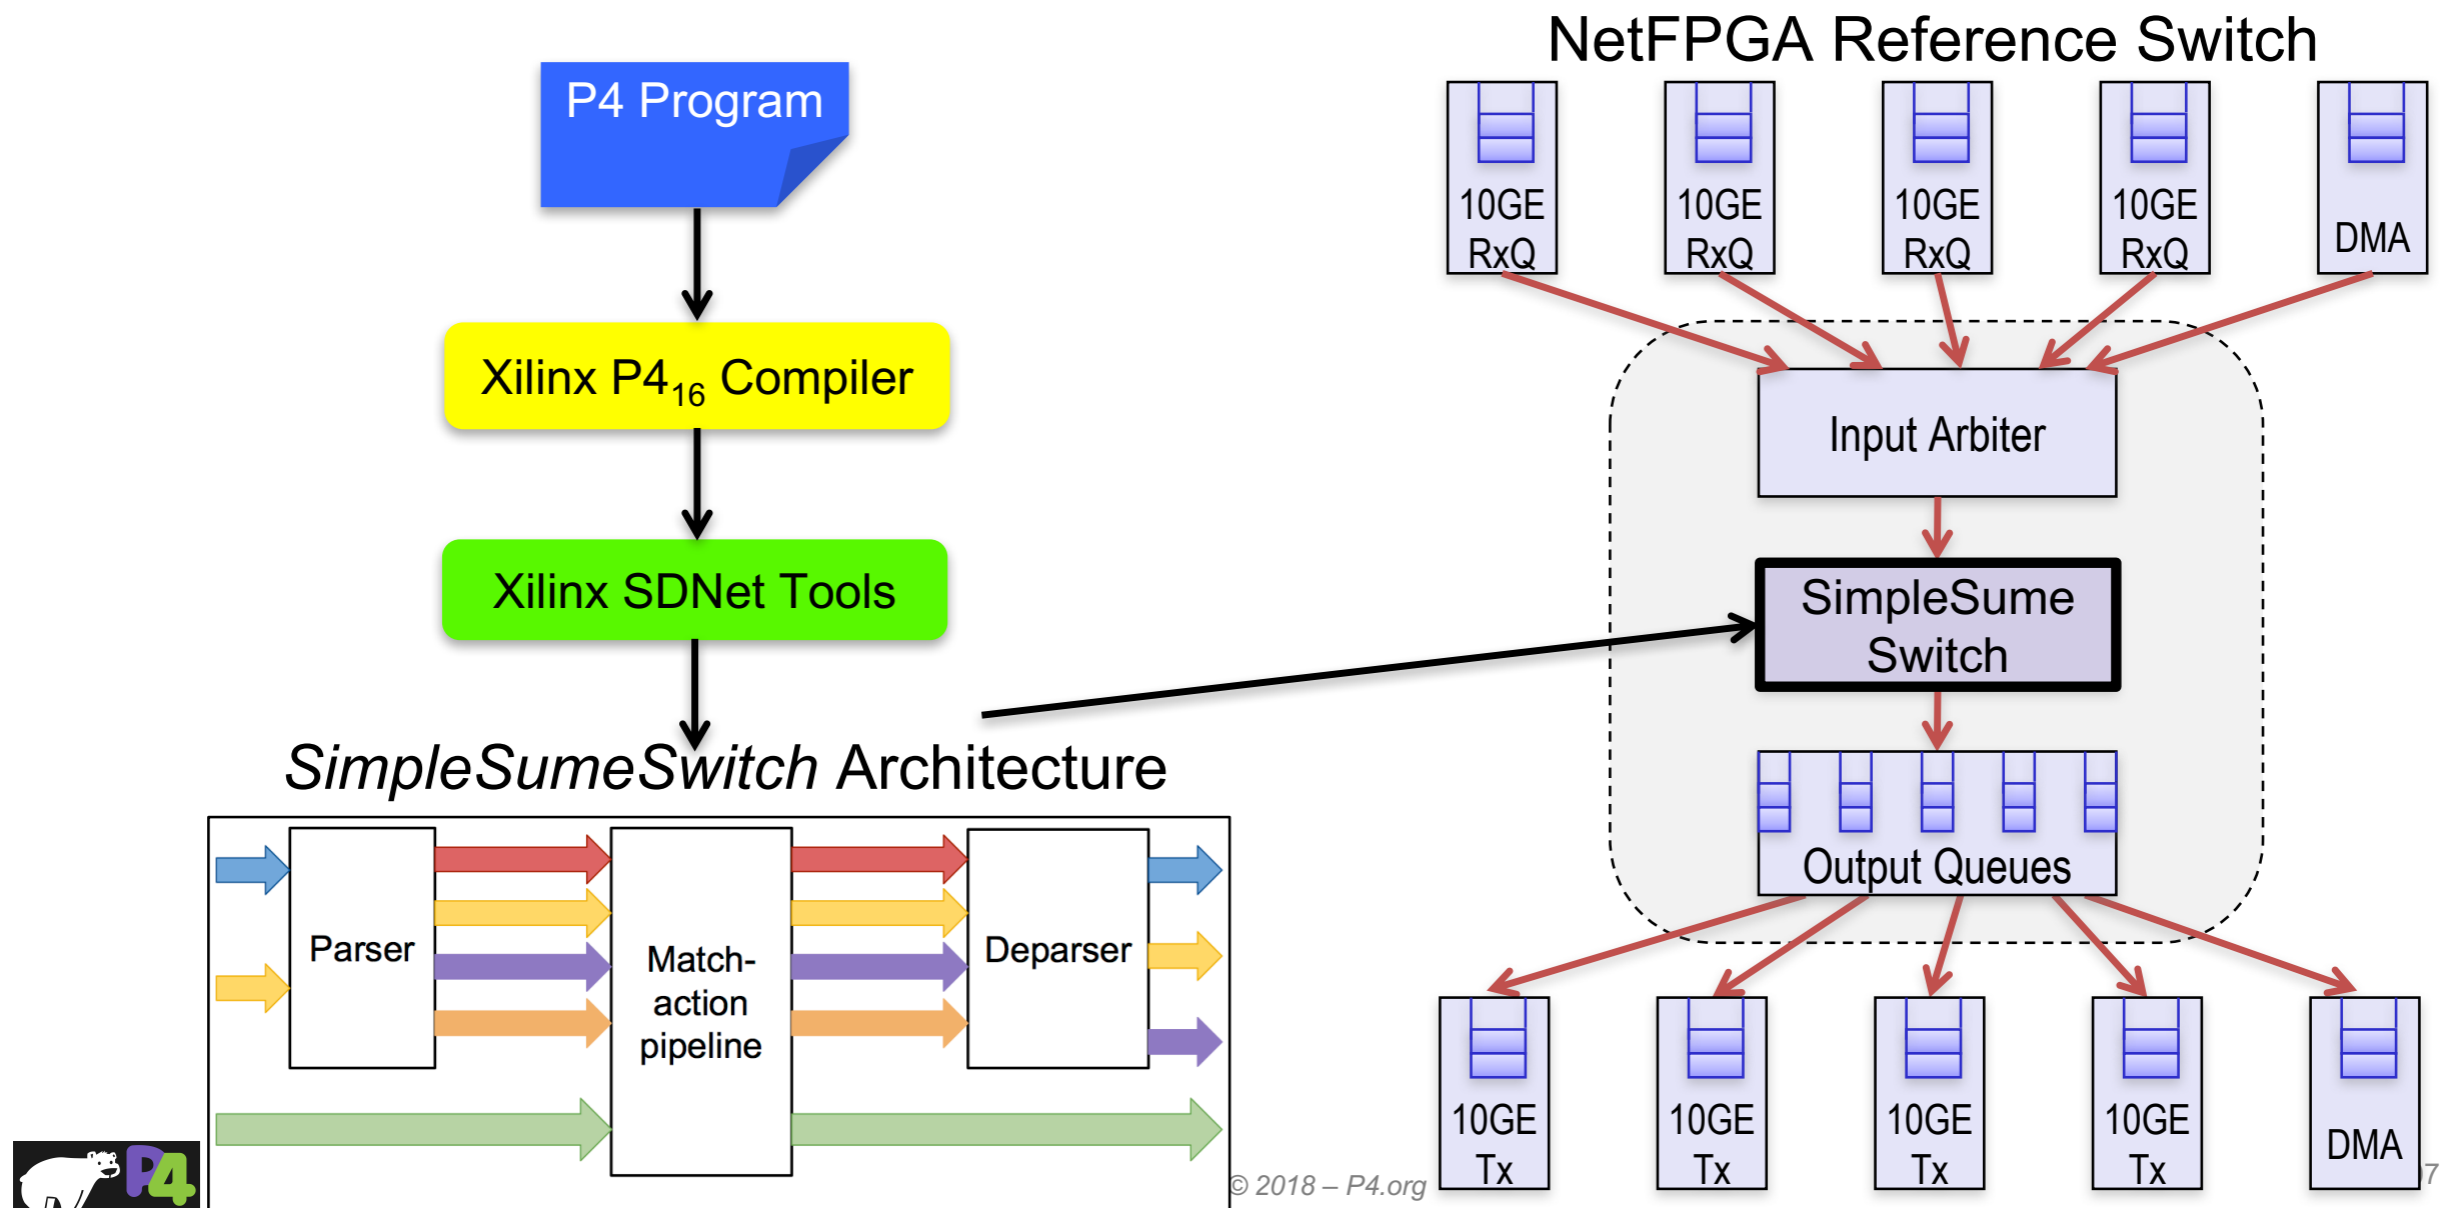 NetFPGA Reference Switch
P4 Program
10GE
RxQ
10GE
RxQ
10GE
RxQ
10GE
RxQ
DMA
Xilinx P4₁₆ Compiler
Input Arbiter
Xilinx SDNet Tools
SimpleSume
Switch
SimpleSumeSwitch Architecture
Parser
Match-
action
pipeline
Deparser
Output Queues
10GE
Tx
10GE
Tx
10GE
Tx
10GE
Tx
DMA
P4
© 2018 – P4.org